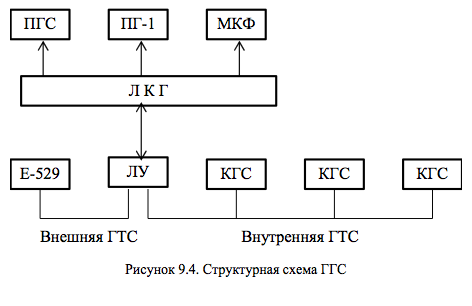 ПГС ПГ-1 МКФ
Л К Г
Е-529 ЛУ КГС КГС КГС
Внешняя ГТС Внутренняя ГТС
Рисунок 9.4. Структурная схема ГГС